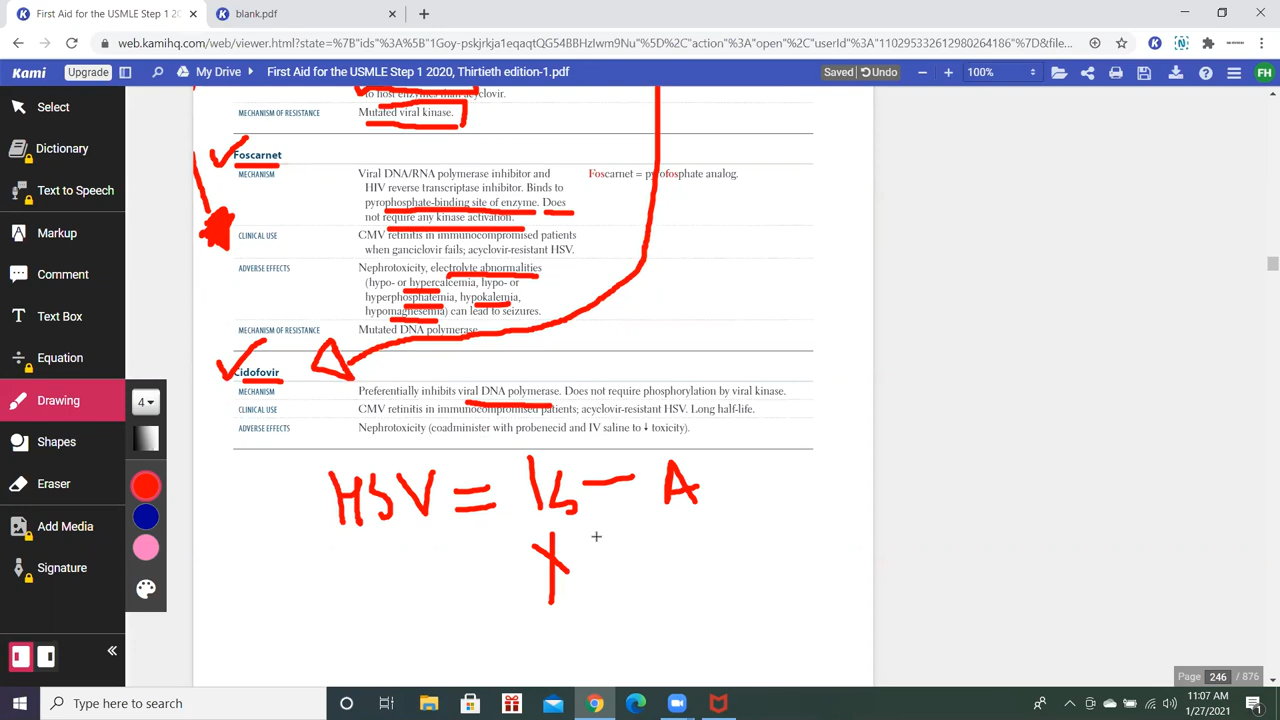 First Aid for the USMLE Step 1 20
Blank.pdf
web.kamihq.com/web/viewer.html?state=%7B"ids"%3A%5B"1Goy-pskjrkja1eqaqtOG54BBHzIwm9Nu"%5D%2C"action"%3A"open"%2C"userId"%3A"110295332612980264186"%7D&file...
Kami Upgrade My Drive First Aid for the USMLE Step 1 2020, Thirtieth edition-1.pdf Saved Undo 100% FH
Select
Dictionary
Text to Speech
Markup
Comment
Text Box
Equation
Drawing
4
Shapes
Eraser
Add Media
Signature
to host enzymes than acyclovir.
MECHANISM OF RESISTANCE Mutated viral kinase.
Foscarnet
MECHANISM Viral DNA/RNA polymerase inhibitor and Foscarnet = pyrofosphate analog.
HIV reverse transcriptase inhibitor. Binds to
pyrophosphate-binding site of enzyme. Does
not require any kinase activation.
CLINICAL USE CMV retinitis in immunocompromised patients
when ganciclovir fails; acyclovir-resistant HSV.
ADVERSE EFFECTS Nephrotoxicity, electrolyte abnormalities
(hypo- or hypercalcemia, hypo- or
hyperphosphatemia, hypokalemia,
hypomagnesemia) can lead to seizures.
MECHANISM OF RESISTANCE Mutated DNA polymerase.
Cidofovir
MECHANISM Preferentially inhibits viral DNA polymerase. Does not require phosphorylation by viral kinase.
CLINICAL USE CMV retinitis in immunocompromised patients; acyclovir-resistant HSV. Long half-life.
ADVERSE EFFECTS Nephrotoxicity (coadminister with probenecid and IV saline to ↓ toxicity).
HSV = A
Page 246 / 876
Type here to search
11:07 AM
1/27/2021